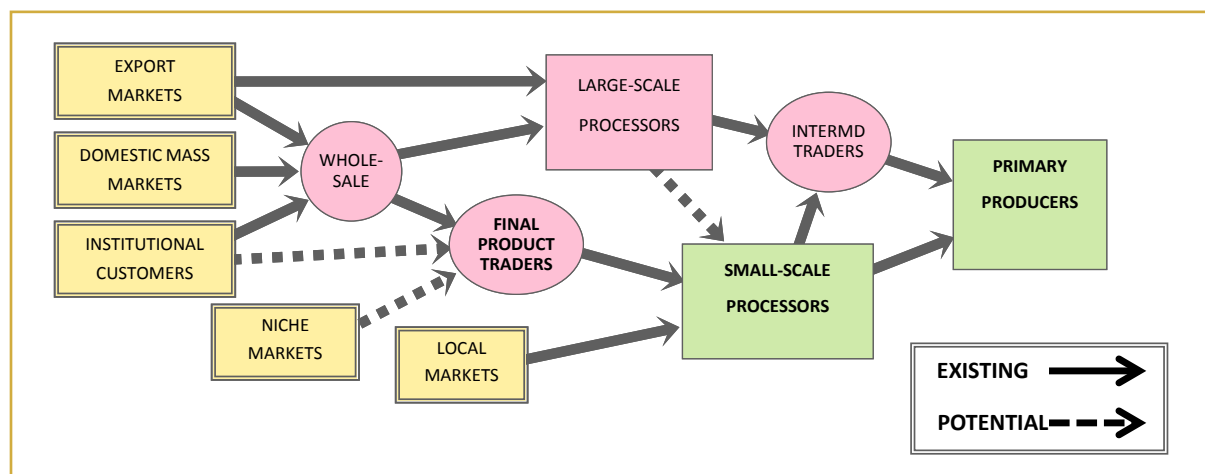 EXPORT
MARKETS
DOMESTIC MASS
MARKETS
INSTITUTIONAL
CUSTOMERS
NICHE
MARKETS
LOCAL
MARKETS
WHOLE-
SALE
FINAL
PRODUCT
TRADERS
LARGE-SCALE
PROCESSORS
SMALL-SCALE
PROCESSORS
INTERMD
TRADERS
PRIMARY
PRODUCERS
EXISTING
POTENTIAL